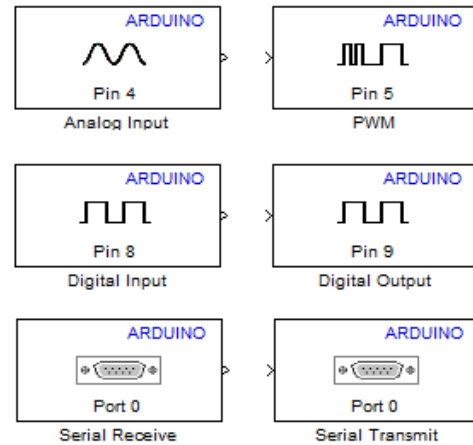 ARDUINO
Pin 4
Analog Input
ARDUINO
Pin 5
PWM
ARDUINO
Pin 8
Digital Input
ARDUINO
Pin 9
Digital Output
ARDUINO
Port 0
Serial Receive
ARDUINO
Port 0
Serial Transmit